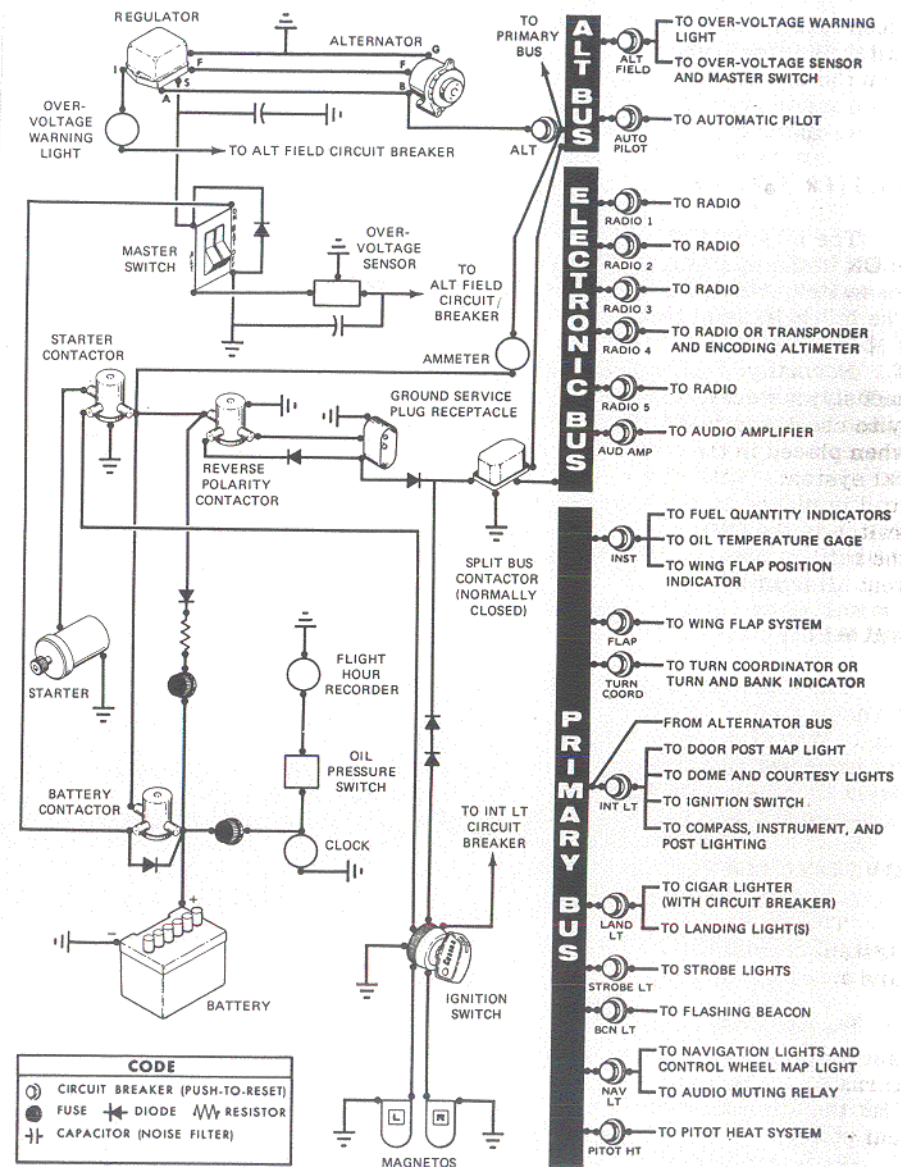 REGULATOR
ALTERNATOR
I
F
S
A
G
F
B
OVER-
VOLTAGE
WARNING
LIGHT
TO ALT FIELD CIRCUIT BREAKER
TO
PRIMARY
BUS
ALT
ALT BUS
ALT
FIELD
TO OVER-VOLTAGE WARNING
LIGHT
TO OVER-VOLTAGE SENSOR
AND MASTER SWITCH
AUTO
PILOT
TO AUTOMATIC PILOT
MASTER
SWITCH
OVER-
VOLTAGE
SENSOR
TO
ALT FIELD
CIRCUIT/
BREAKER
AMMETER
STARTER
CONTACTOR
REVERSE
POLARITY
CONTACTOR
GROUND SERVICE
PLUG RECEPTACLE
SPLIT BUS
CONTACTOR
(NORMALLY
CLOSED)
ELECTRONIC BUS
RADIO 1
TO RADIO
RADIO 2
TO RADIO
RADIO 3
TO RADIO
RADIO 4
TO RADIO OR TRANSPONDER
AND ENCODING ALTIMETER
RADIO 5
TO RADIO
AUD AMP
TO AUDIO AMPLIFIER
STARTER
FLIGHT
HOUR
RECORDER
OIL
PRESSURE
SWITCH
CLOCK
BATTERY
CONTACTOR
+
-
BATTERY
TO INT LT
CIRCUIT
BREAKER
IGNITION
SWITCH
L
R
MAGNETOS
PRIMARY BUS
INST
TO FUEL QUANTITY INDICATORS
TO OIL TEMPERATURE GAGE
TO WING FLAP POSITION
INDICATOR
FLAP
TO WING FLAP SYSTEM
TURN
COORD
TO TURN COORDINATOR OR
TURN AND BANK INDICATOR
FROM ALTERNATOR BUS
INT LT
TO DOOR POST MAP LIGHT
TO DOME AND COURTESY LIGHTS
TO IGNITION SWITCH
TO COMPASS, INSTRUMENT, AND
POST LIGHTING
LAND
LT
TO CIGAR LIGHTER
(WITH CIRCUIT BREAKER)
TO LANDING LIGHT(S)
STROBE LT
TO STROBE LIGHTS
BCN LT
TO FLASHING BEACON
NAV
LT
TO NAVIGATION LIGHTS AND
CONTROL WHEEL MAP LIGHT
TO AUDIO MUTING RELAY
PITOT HT
TO PITOT HEAT SYSTEM
CODE
CIRCUIT BREAKER (PUSH-TO-RESET)
FUSE DIODE RESISTOR
CAPACITOR (NOISE FILTER)